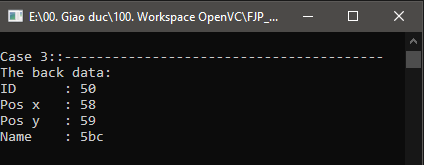 E:\00. Giao duc\100. Workspace OpenVC\FJP_...
Case 3::----------------------------------------
The back data:
ID      : 50
Pos x   : 58
Pos y   : 59
Name    : 5bc